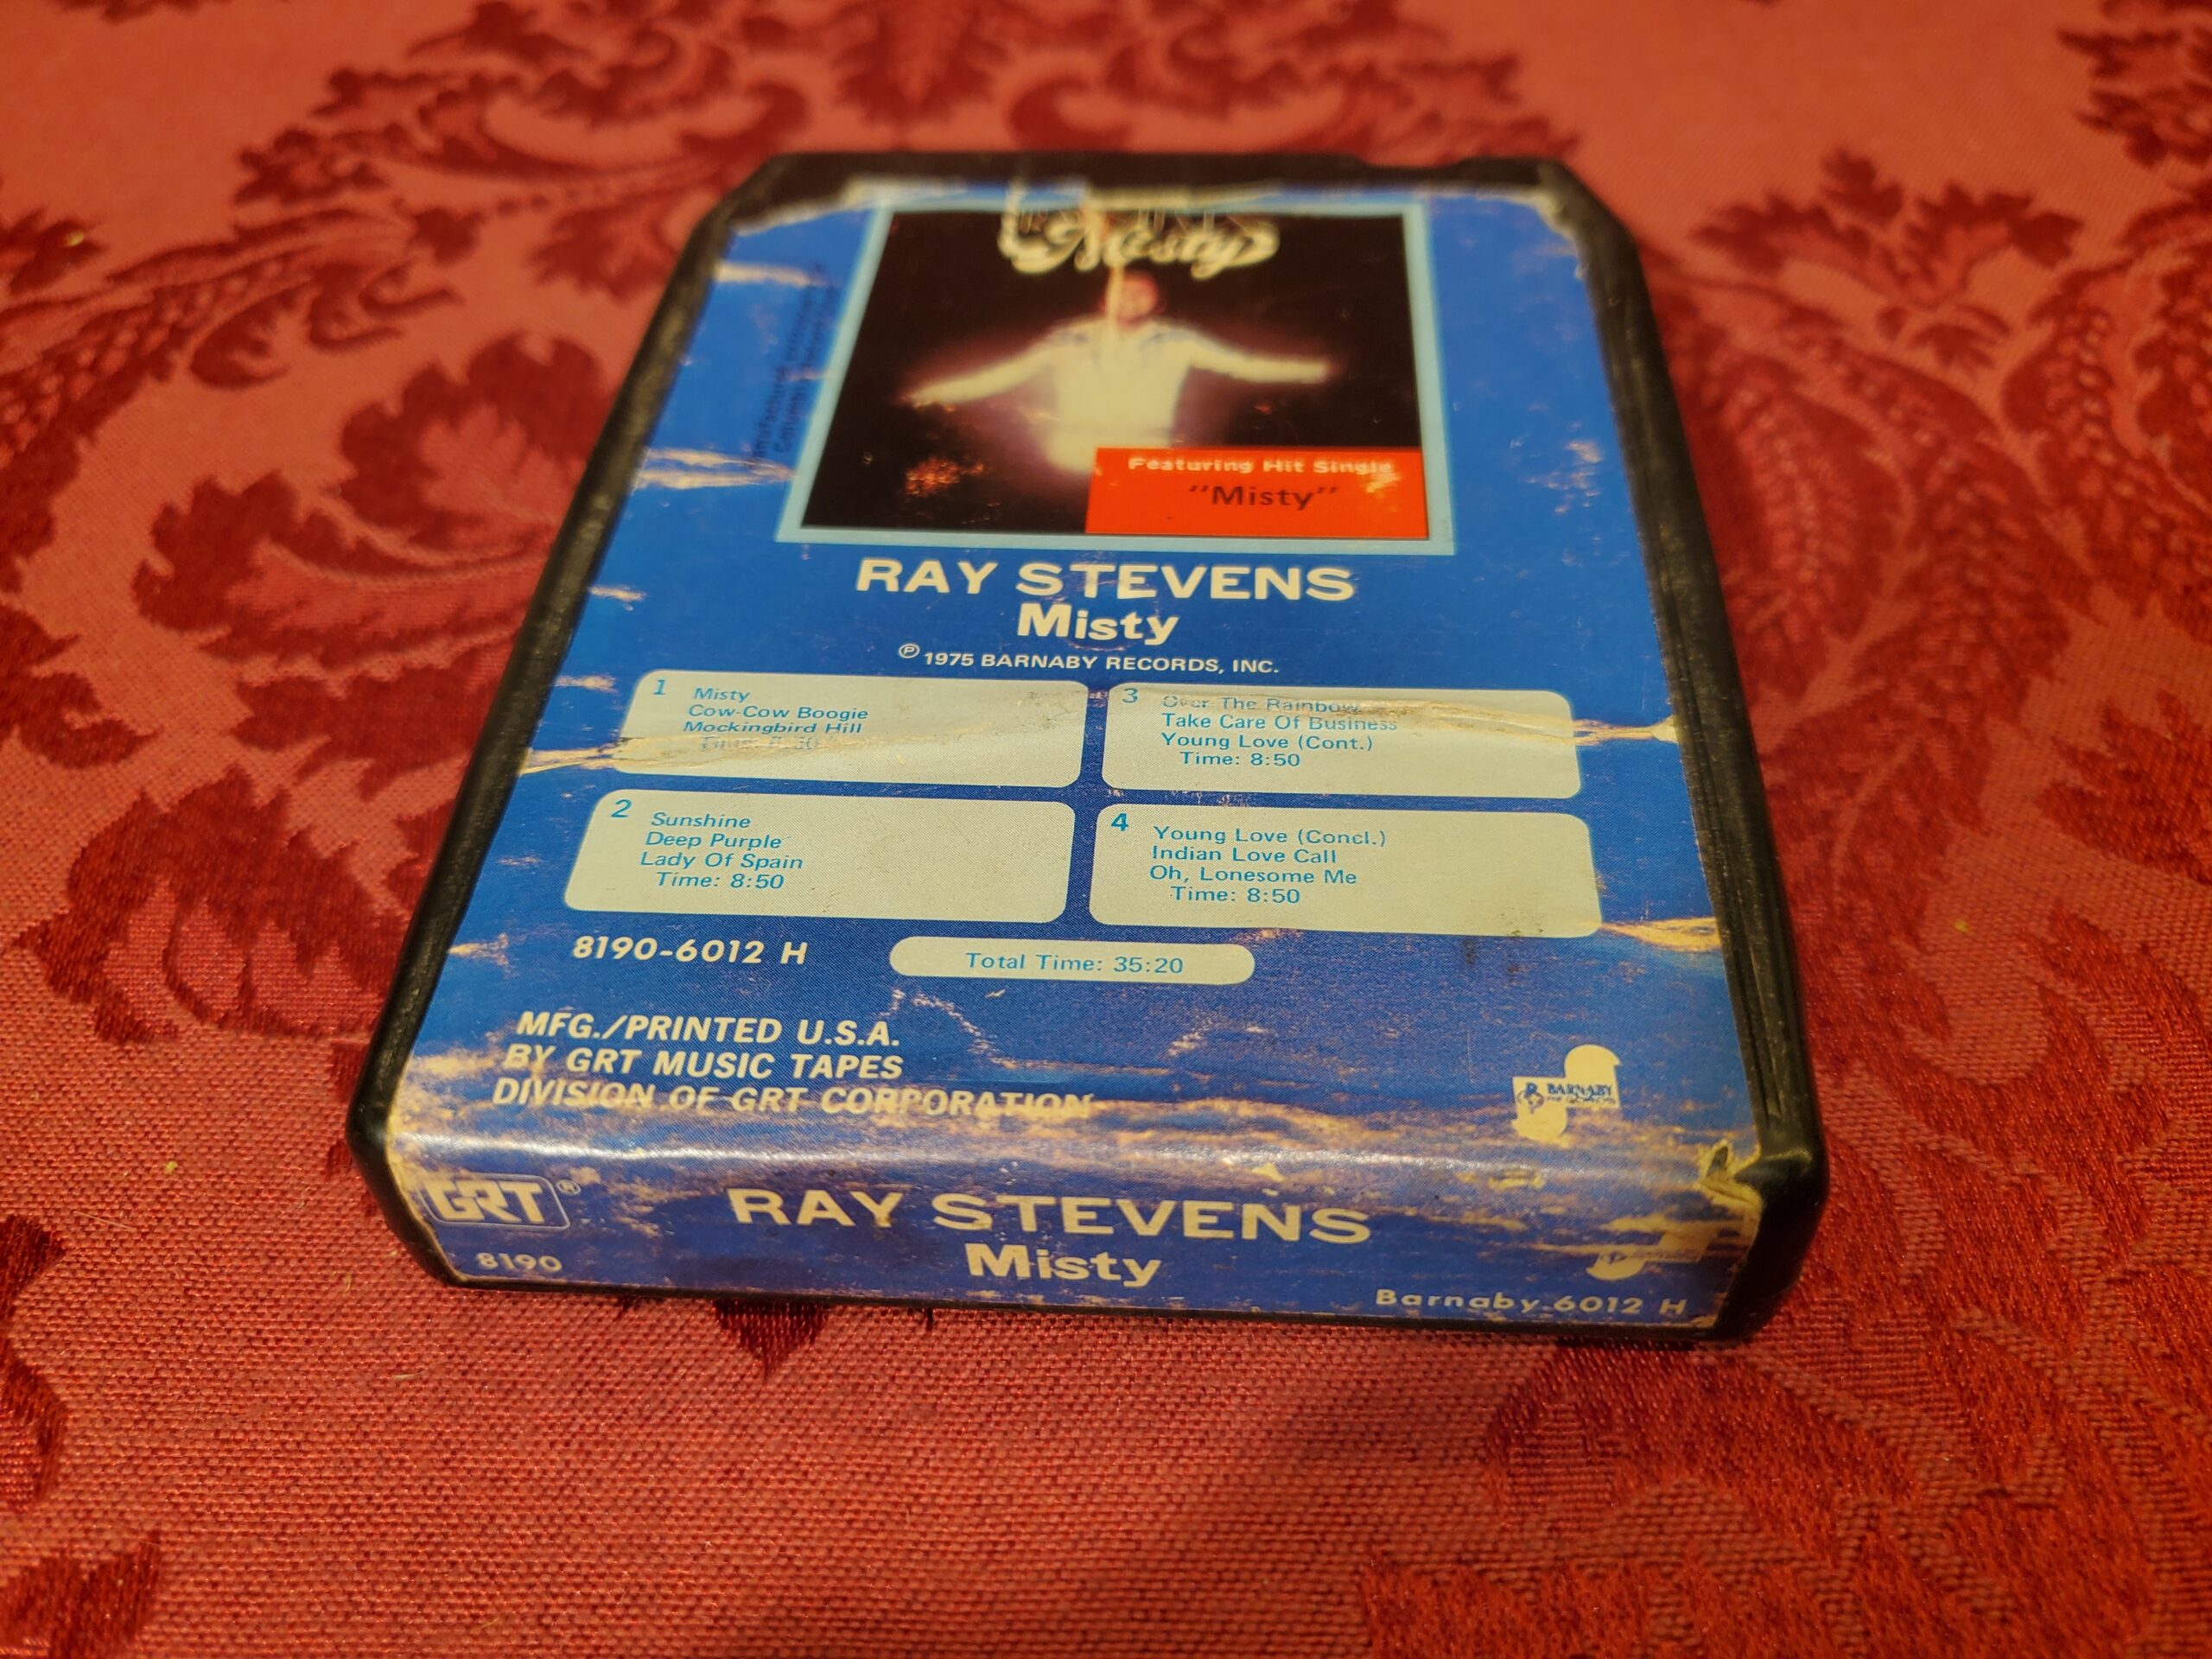 Misty
Featuring Hit Single
"Misty"
RAY STEVENS
Misty
℗ 1975 BARNABY RECORDS, INC.
1 Misty
Cow-Cow Boogie
Mockingbird Hill
Time: 8:50
2 Sunshine
Deep Purple
Lady Of Spain
Time: 8:50
3 Over The Rainbow
Take Care Of Business
Young Love (Cont.)
Time: 8:50
4 Young Love (Concl.)
Indian Love Call
Oh, Lonesome Me
Time: 8:50
8190-6012 H
Total Time: 35:20
MFG./PRINTED U.S.A.
BY GRT MUSIC TAPES
DIVISION OF GRT CORPORATION
BARNABY
GRT®
8190
RAY STEVENS
Misty
Barnaby-6012 H